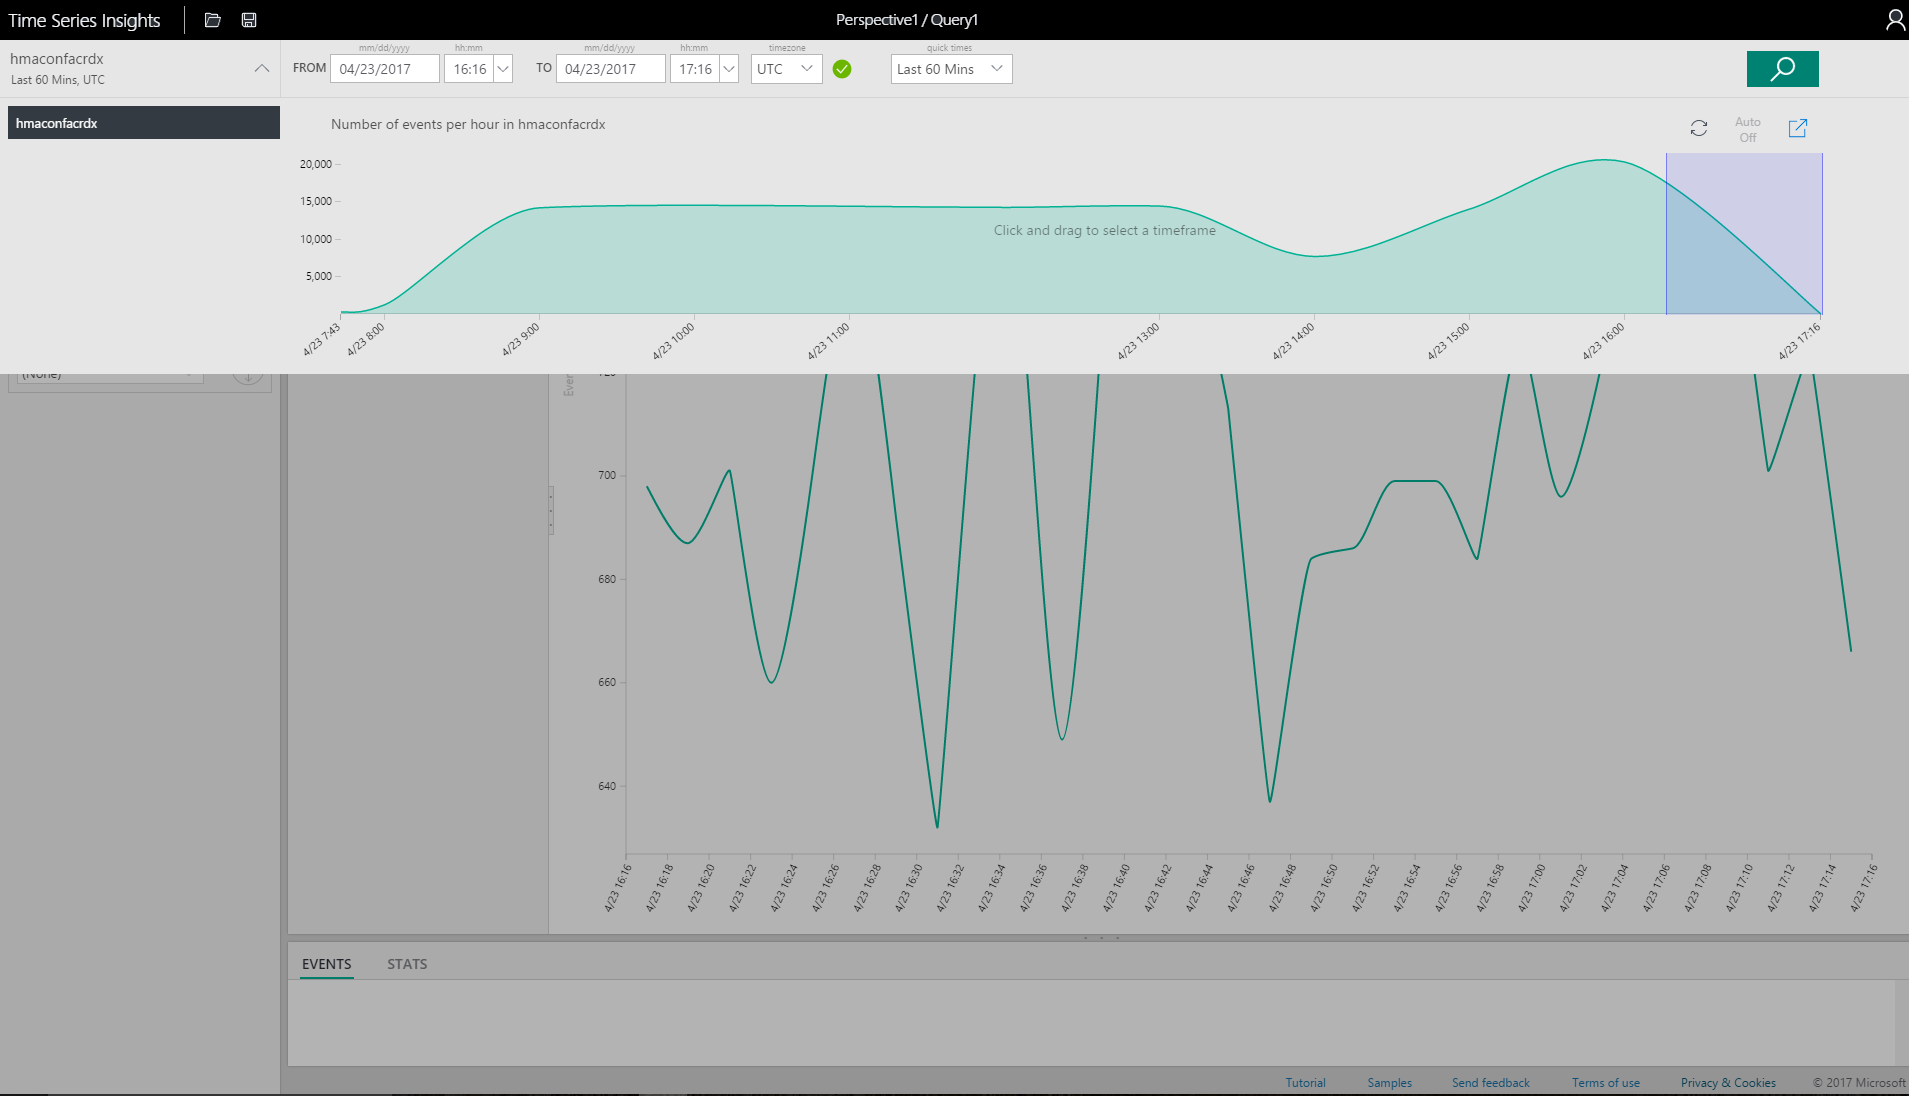 Time Series Insights
Perspective1 / Query1
hmaconfacrdx
Last 60 Mins, UTC
mm/dd/yyyy hh:mm mm/dd/yyyy hh:mm timezone quick times
FROM 04/23/2017 16:16 TO 04/23/2017 17:16 UTC Last 60 Mins
hmaconfacrdx
Number of events per hour in hmaconfacrdx
Auto
Off
20,000
15,000
10,000
5,000
Click and drag to select a timeframe
4/23 7:43 4/23 8:00 4/23 9:00 4/23 10:00 4/23 11:00 4/23 13:00 4/23 14:00 4/23 15:00 4/23 16:00 4/23 17:16
(None)
720
700
680
660
640
4/23 16:16 4/23 16:18 4/23 16:20 4/23 16:22 4/23 16:24 4/23 16:26 4/23 16:28 4/23 16:30 4/23 16:32 4/23 16:34 4/23 16:36 4/23 16:38 4/23 16:40 4/23 16:42 4/23 16:44 4/23 16:46 4/23 16:48 4/23 16:50 4/23 16:52 4/23 16:54 4/23 16:56 4/23 16:58 4/23 17:00 4/23 17:02 4/23 17:04 4/23 17:06 4/23 17:08 4/23 17:10 4/23 17:12 4/23 17:14 4/23 17:16
EVENTS STATS
Tutorial Samples Send feedback Terms of use Privacy & Cookies © 2017 Microsoft